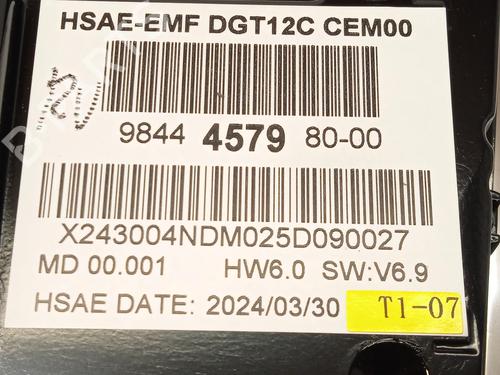 HSAE-EMF DGT12C CEM00
9844 4579 80-00
X243004NDM025D090027
MD 00.001 HW6.0 SW:V6.9
HSAE DATE: 2024/03/30 T1-07